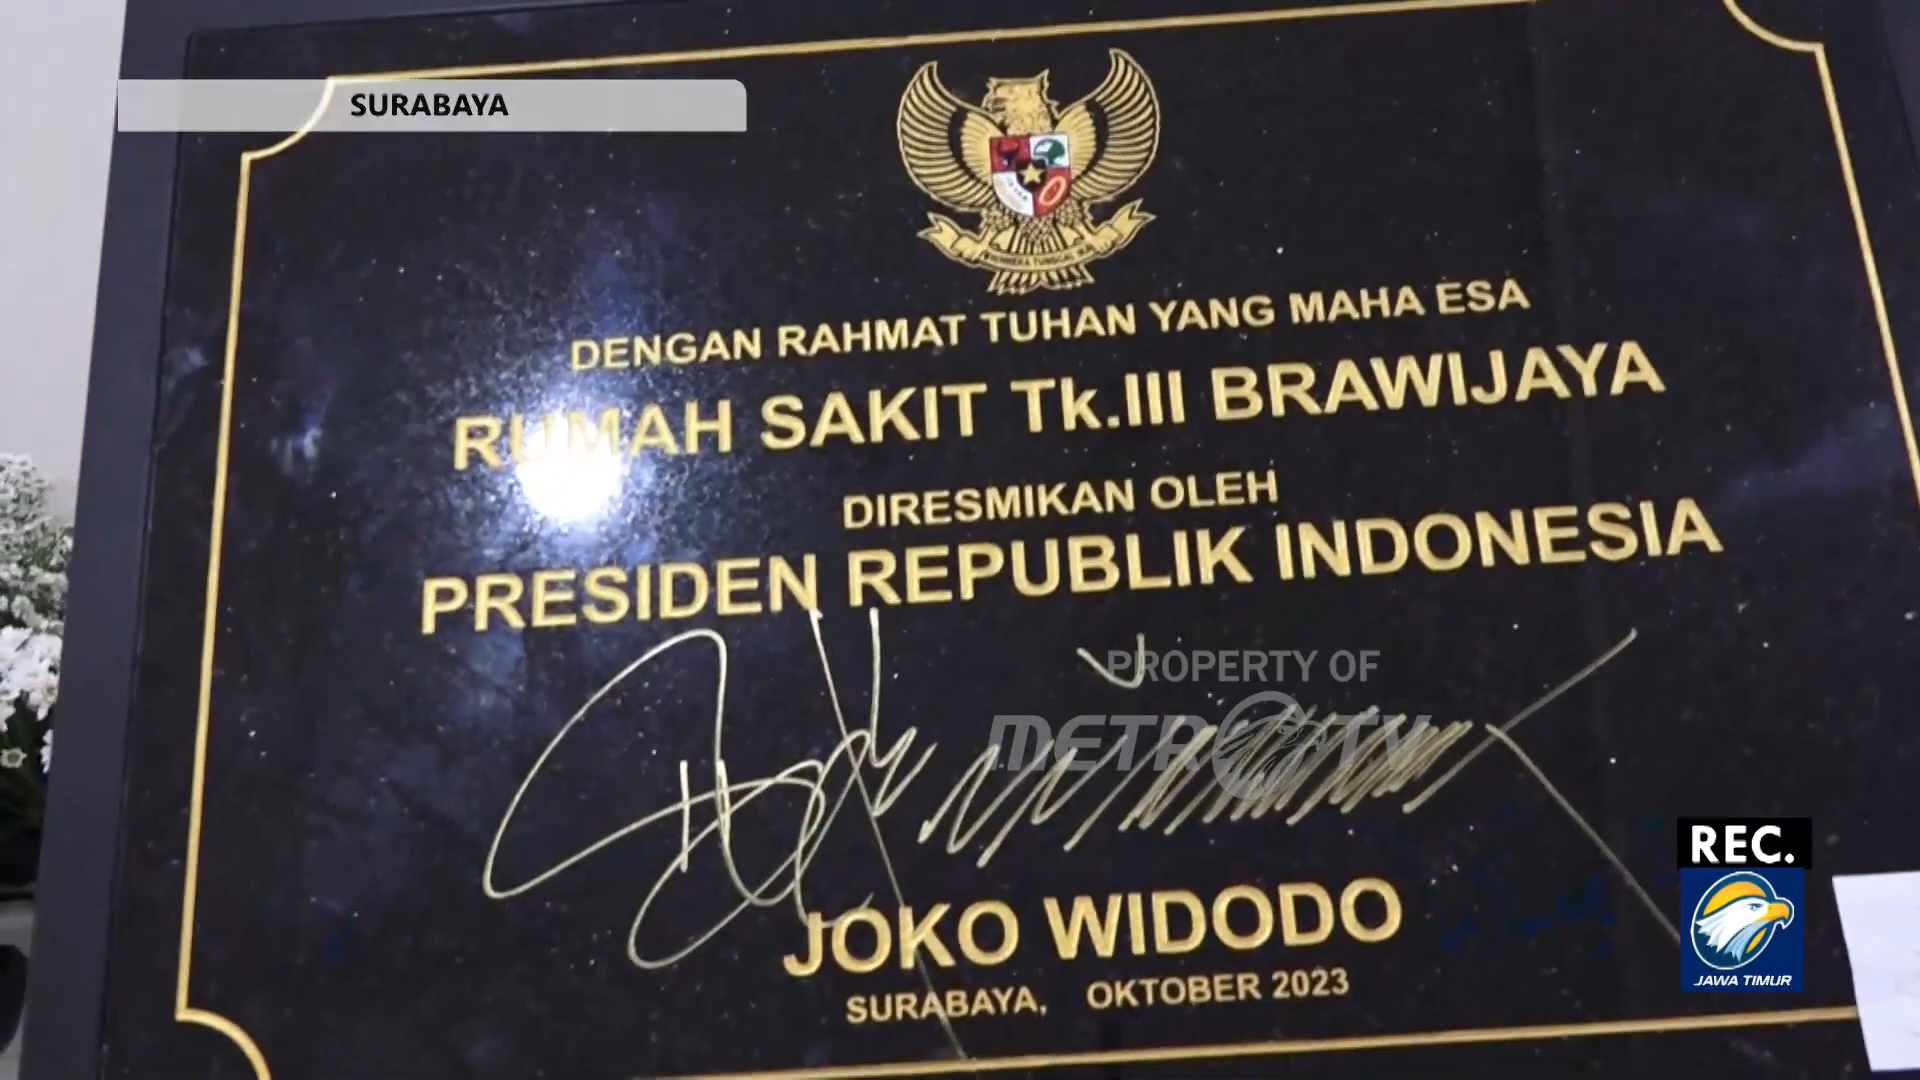 SURABAYA
DENGAN RAHMAT TUHAN YANG MAHA ESA
RUMAH SAKIT Tk.III BRAWIJAYA
DIRESMIKAN OLEH
PRESIDEN REPUBLIK INDONESIA
PROPERTY OF
METRO TV
REC.
JAWA TIMUR
JOKO WIDODO
SURABAYA, OKTOBER 2023